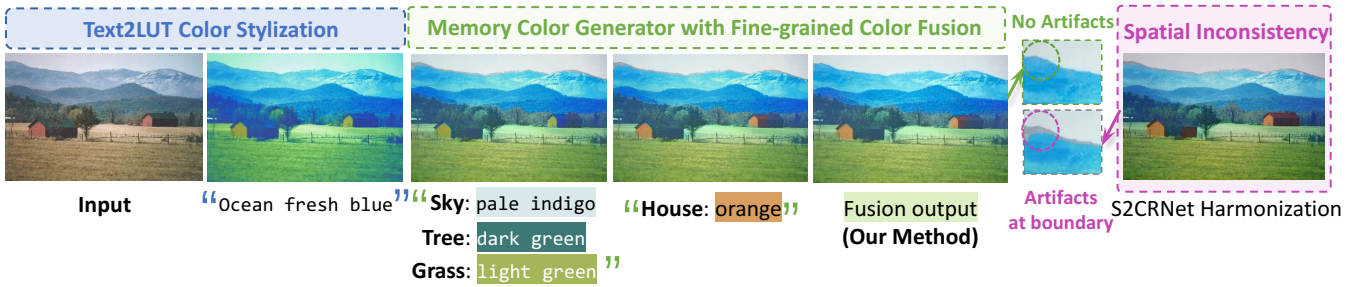 Text2LUT Color Stylization
Memory Color Generator with Fine-grained Color Fusion
No Artifacts
Spatial Inconsistency
Input
“Ocean fresh blue”
“Sky: pale indigo
Tree: dark green
Grass: light green”
“House: orange”
Fusion output
(Our Method)
Artifacts
at boundary
S2CRNet Harmonization